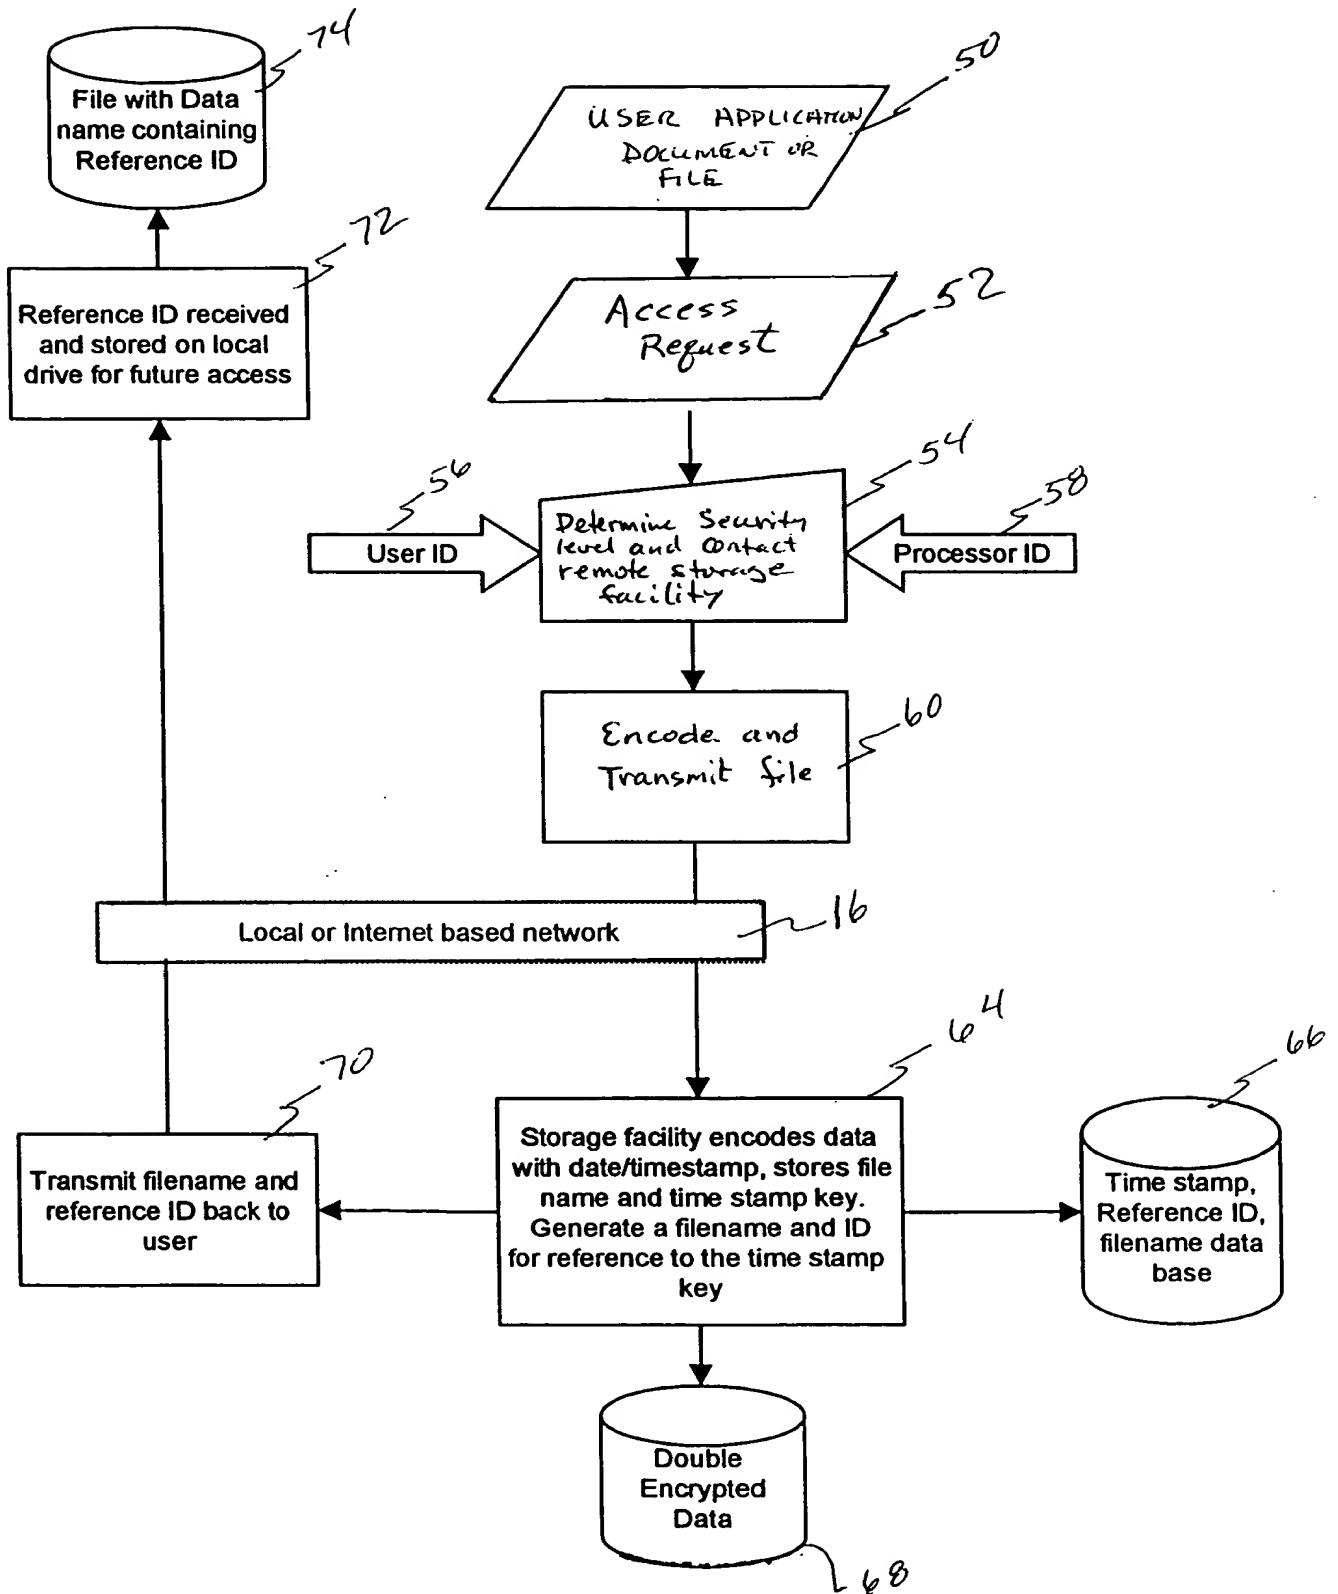 74
File with Data
name containing
Reference ID
50
USER APPLICATION
DOCUMENT OR
FILE
72
Reference ID received
and stored on local
drive for future access
52
Access
Request
54
56
User ID
Determine Security
level and contact
remote storage
facility
58
Processor ID
60
Encode and
Transmit file
Local or Internet based network
16
64
66
70
Transmit filename and
reference ID back to
user
Storage facility encodes data
with date/timestamp, stores file
name and time stamp key.
Generate a filename and ID
for reference to the time stamp
key
Time stamp,
Reference ID,
filename data
base
Double
Encrypted
Data
68